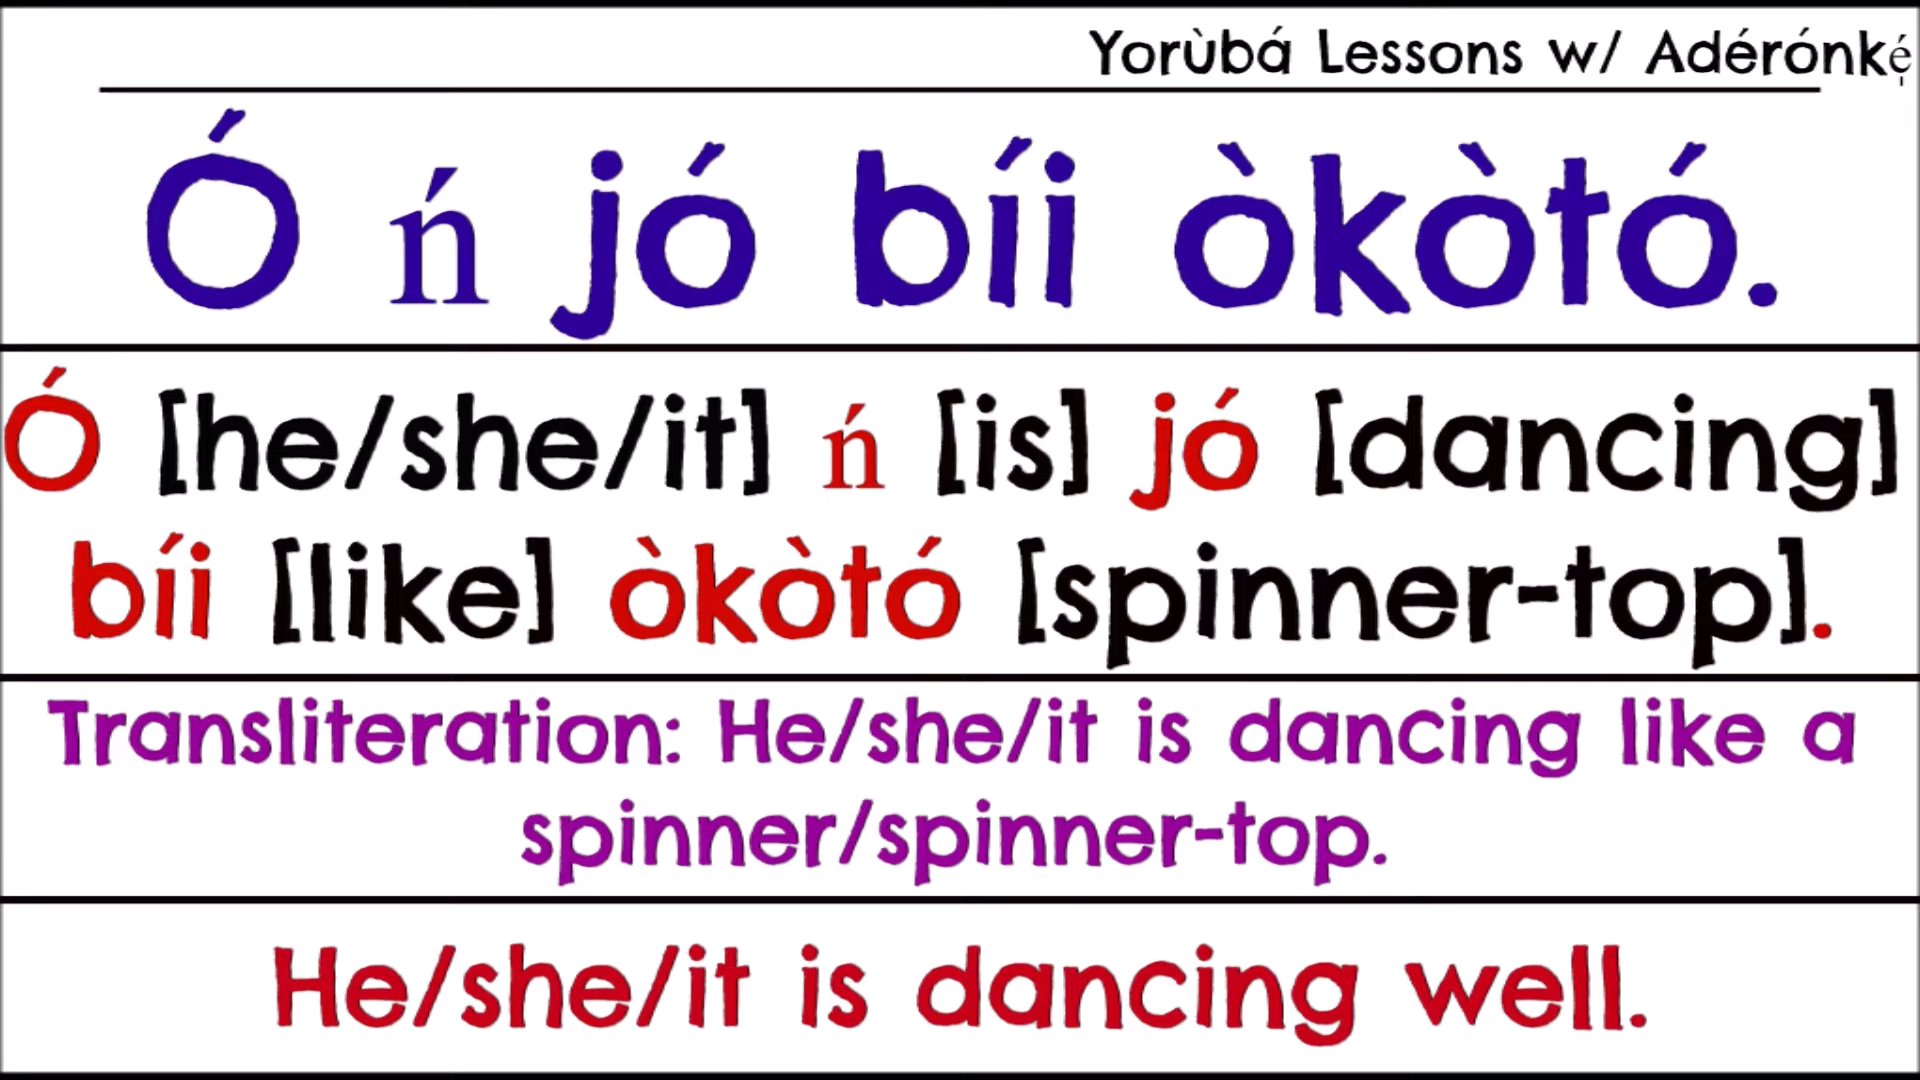 Yorùbá Lessons w/ Adérónkẹ́
Ó ń jó bíi òkòtó.
Ó [he/she/it] ń [is] jó [dancing]
bíi [like] òkòtó [spinner-top].
Transliteration: He/she/it is dancing like a
spinner/spinner-top.
He/she/it is dancing well.